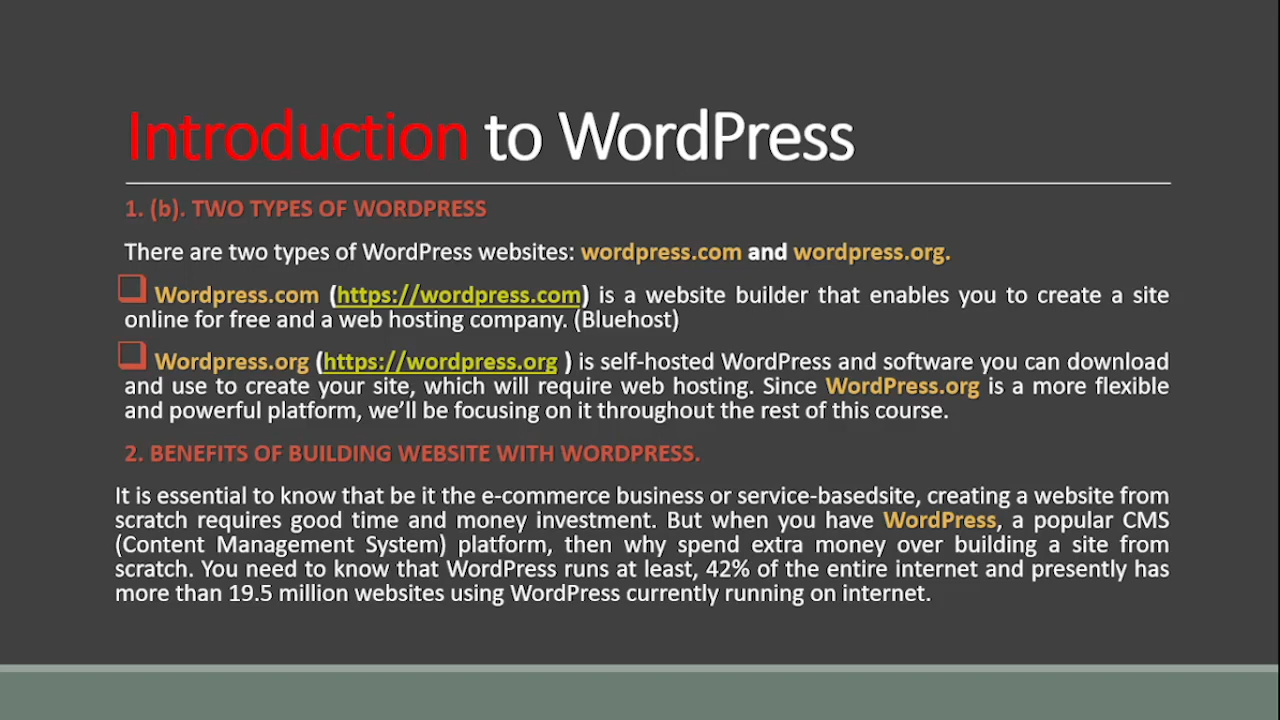 Introduction to WordPress
1. (b). TWO TYPES OF WORDPRESS
There are two types of WordPress websites: wordpress.com and wordpress.org.
Wordpress.com (https://wordpress.com) is a website builder that enables you to create a site
online for free and a web hosting company. (Bluehost)
Wordpress.org (https://wordpress.org ) is self-hosted WordPress and software you can download
and use to create your site, which will require web hosting. Since WordPress.org is a more flexible
and powerful platform, we’ll be focusing on it throughout the rest of this course.
2. BENEFITS OF BUILDING WEBSITE WITH WORDPRESS.
It is essential to know that be it the e-commerce business or service-basedsite, creating a website from
scratch requires good time and money investment. But when you have WordPress, a popular CMS
(Content Management System) platform, then why spend extra money over building a site from
scratch. You need to know that WordPress runs at least, 42% of the entire internet and presently has
more than 19.5 million websites using WordPress currently running on internet.